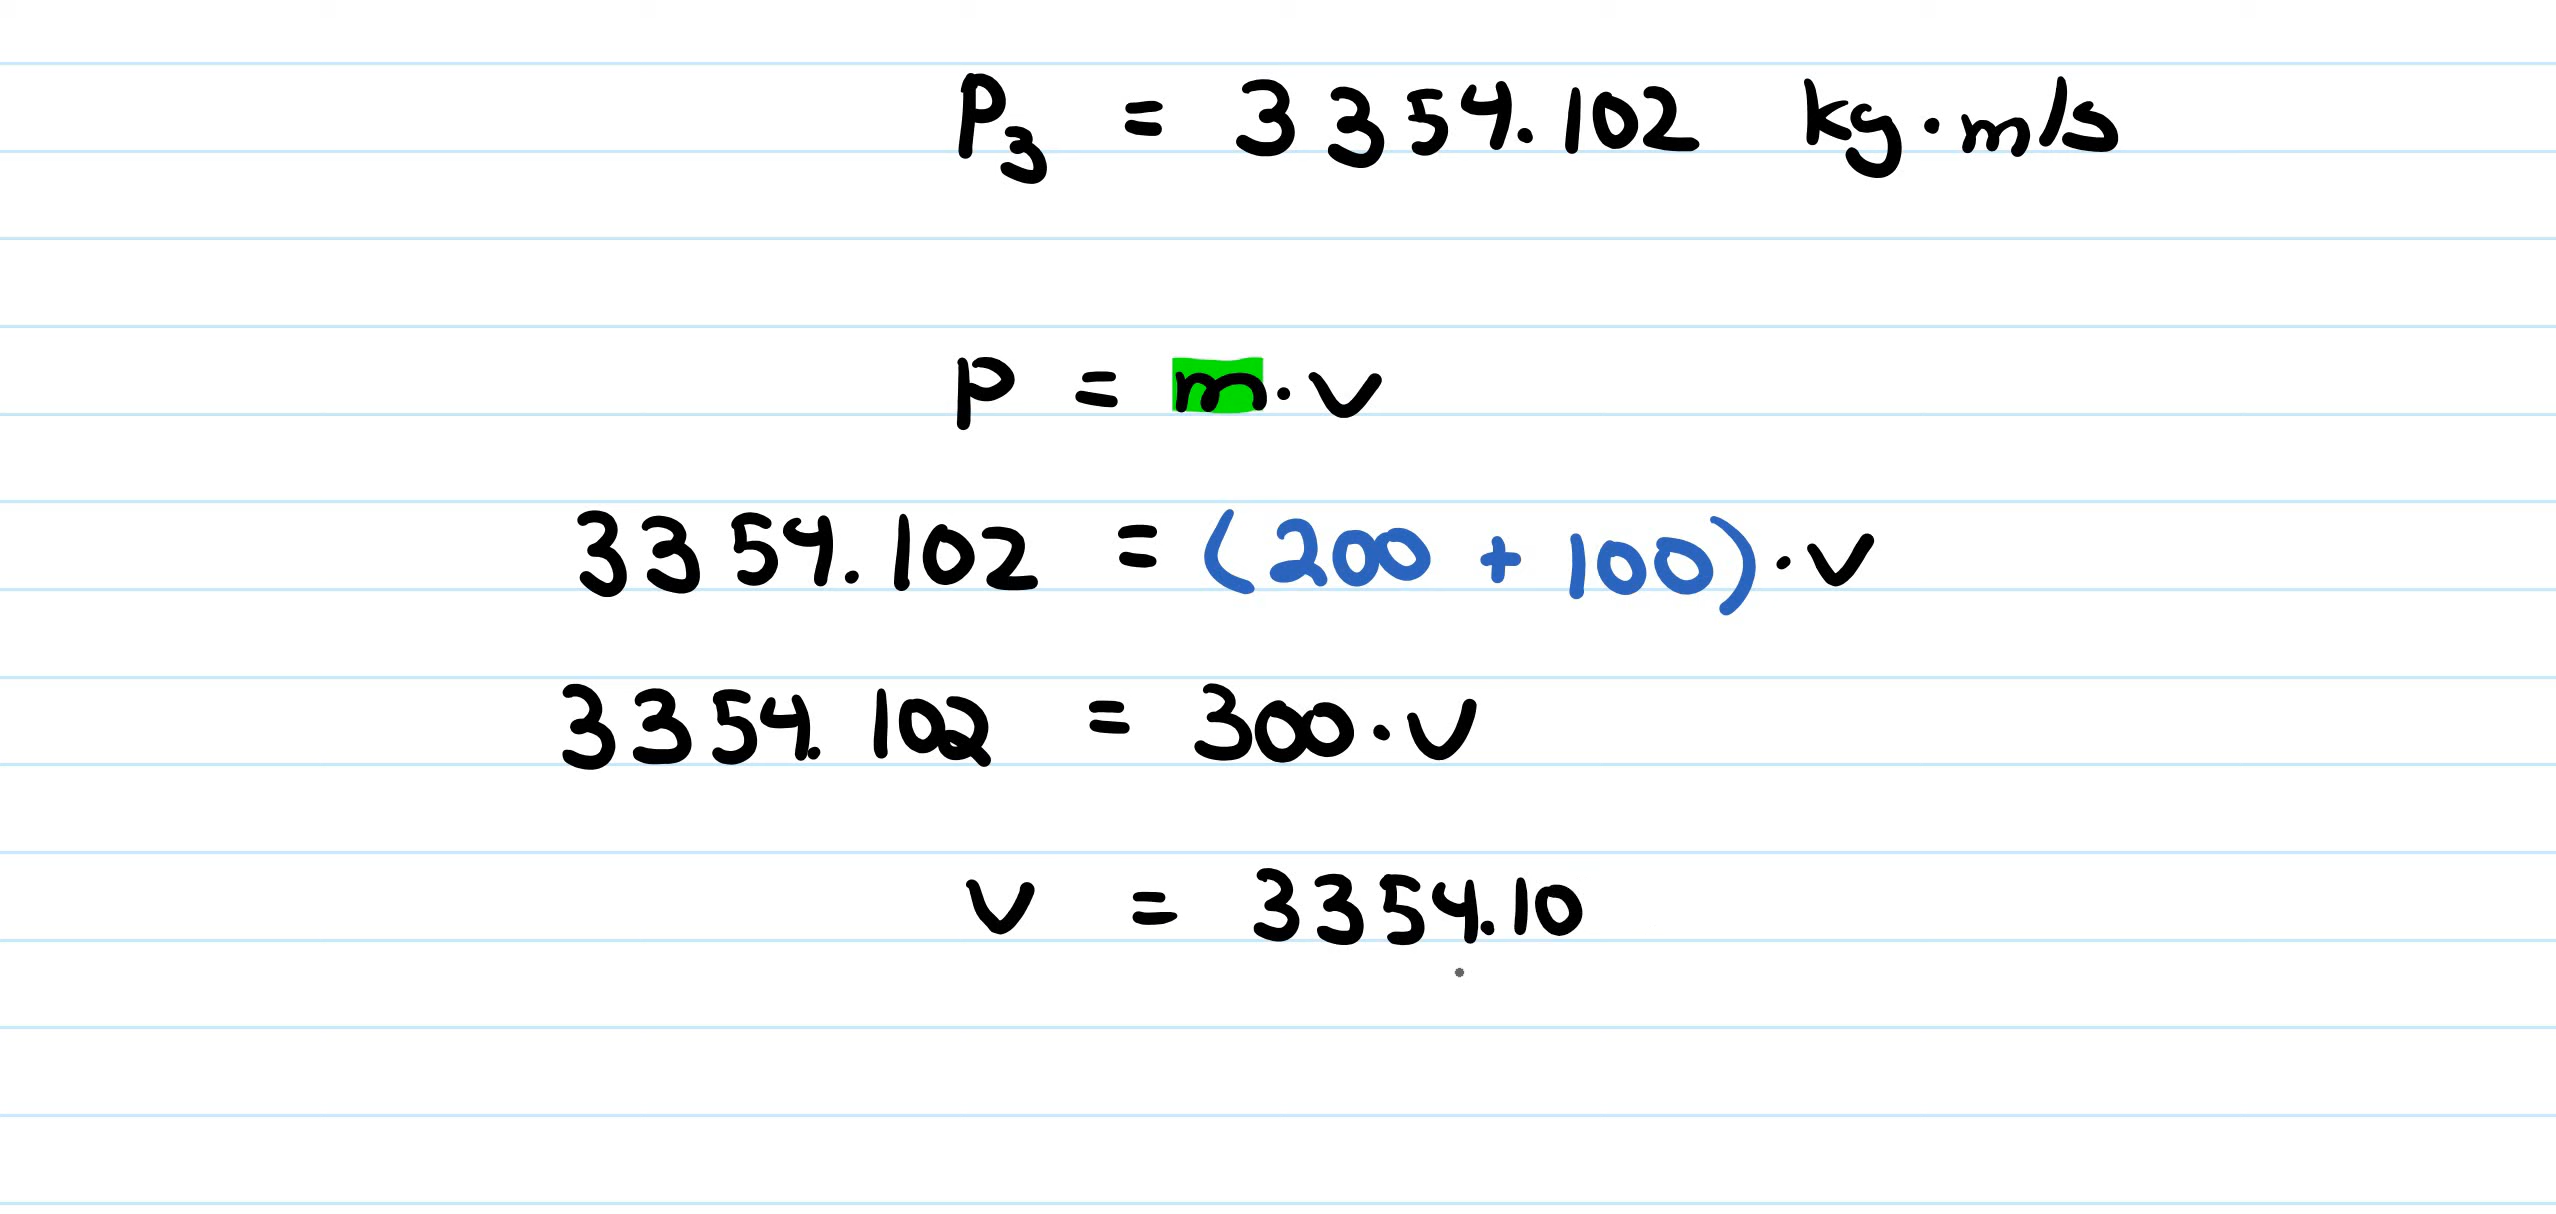 P₃ = 3354.102 kg·m/s
P = m·v
3354.102 = (200 + 100)·v
3354.102 = 300·v
v = 3354.10